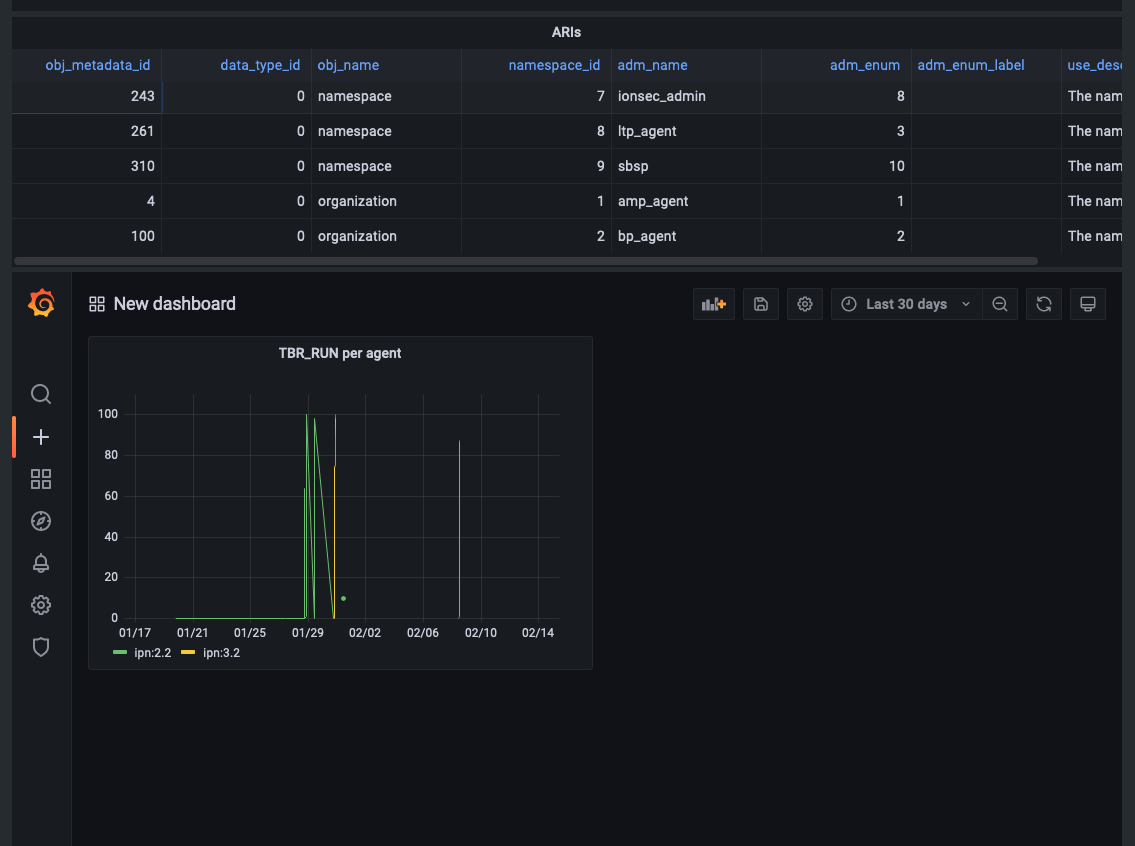 ARIs
obj_metadata_id data_type_id obj_name namespace_id adm_name adm_enum adm_enum_label use_desc
243 0 namespace 7 ionsec_admin 8 The nam
261 0 namespace 8 ltp_agent 3 The nam
310 0 namespace 9 sbsp 10 The nam
4 0 organization 1 amp_agent 1 The nam
100 0 organization 2 bp_agent 2 The nam
New dashboard Last 30 days
TBR_RUN per agent
100
80
60
40
20
0
01/17 01/21 01/25 01/29 02/02 02/06 02/10 02/14
ipn:2.2 ipn:3.2